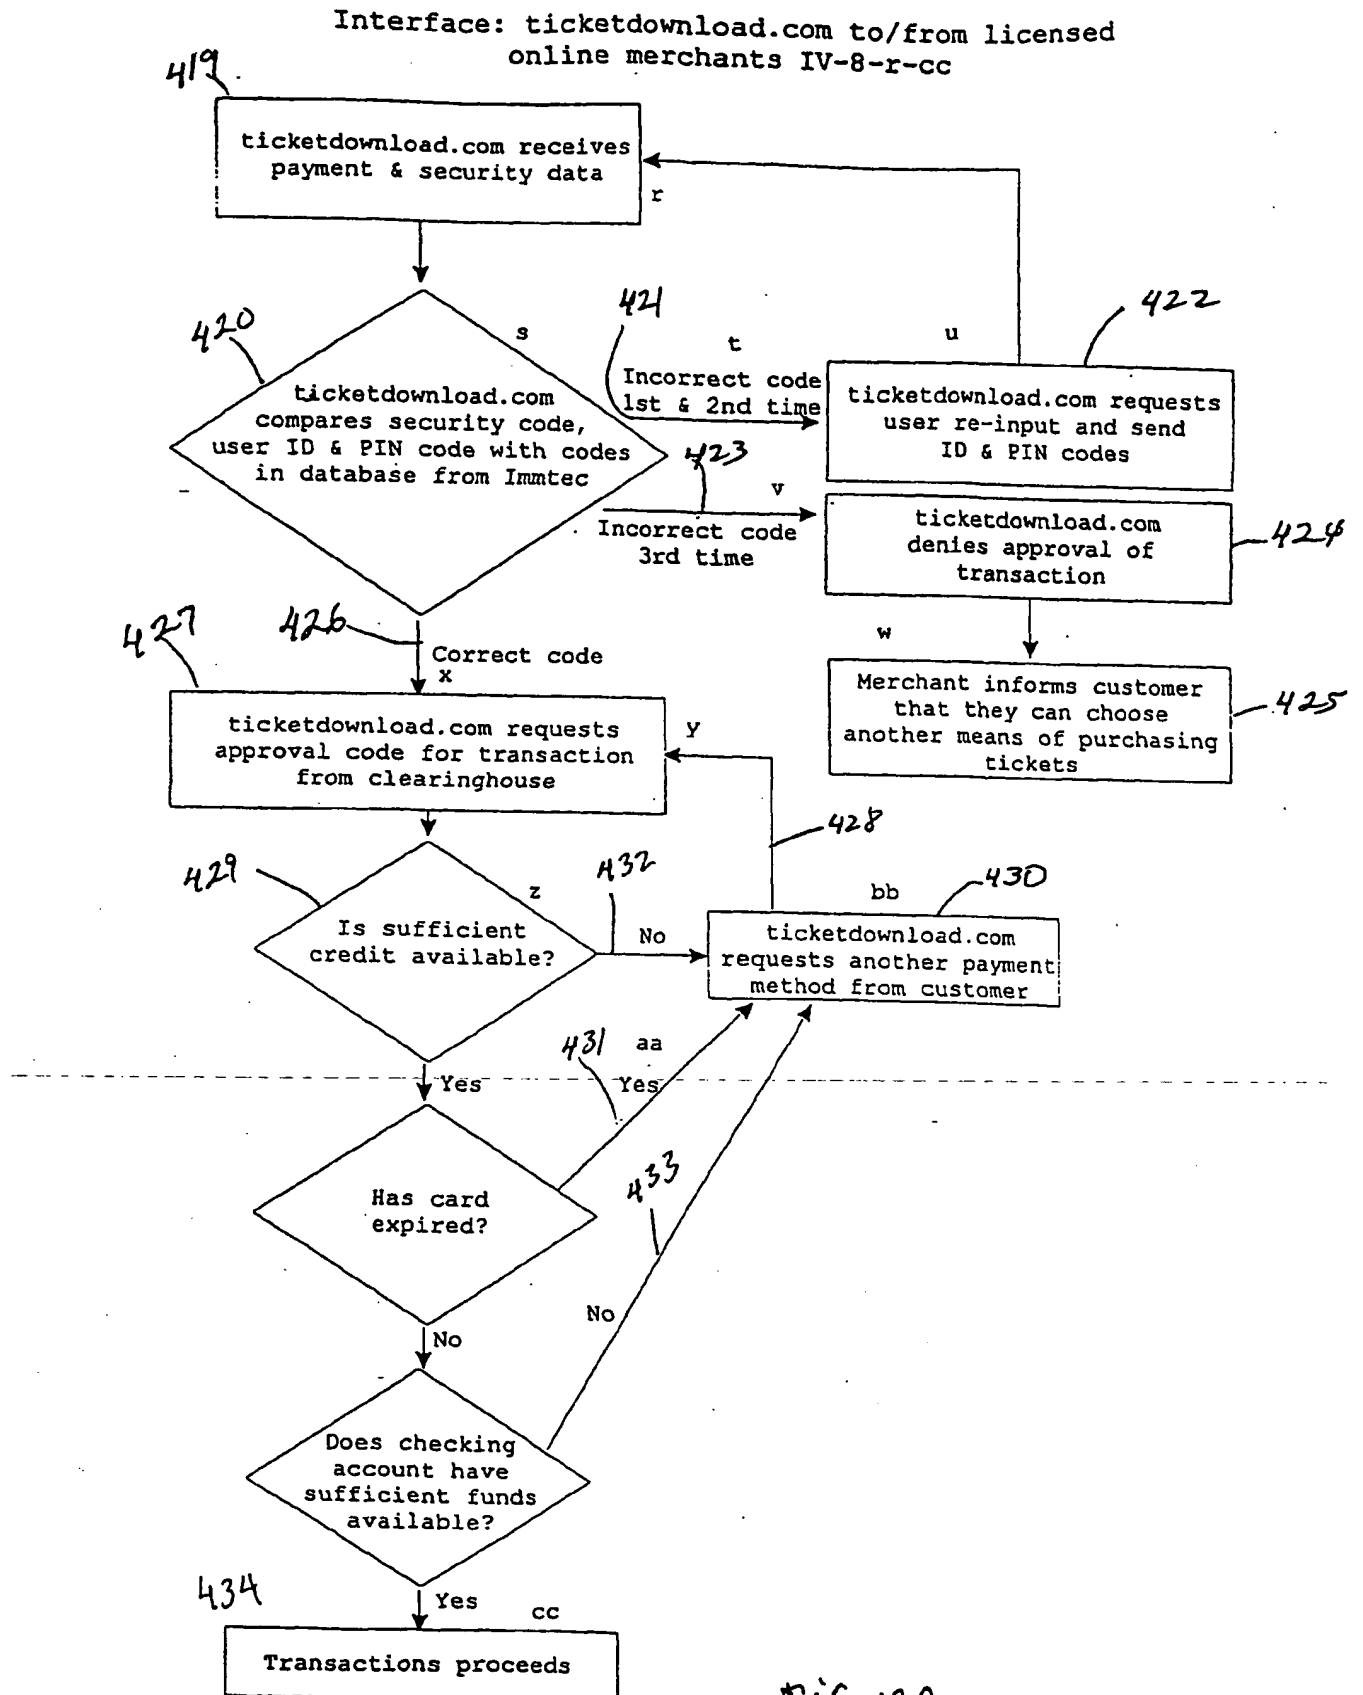 Interface: ticketdownload.com to/from licensed
online merchants IV-8-r-cc
419
ticketdownload.com receives
payment & security data
r
420
s
ticketdownload.com
compares security code,
user ID & PIN code with codes
in database from Immtec
421
t
Incorrect code
1st & 2nd time
u
422
ticketdownload.com requests
user re-input and send
ID & PIN codes
423
v
Incorrect code
3rd time
ticketdownload.com
denies approval of
transaction
424
w
Merchant informs customer
that they can choose
another means of purchasing
tickets
425
426
Correct code
x
427
ticketdownload.com requests
approval code for transaction
from clearinghouse
y
428
429
z
Is sufficient
credit available?
432
No
bb
430
ticketdownload.com
requests another payment
method from customer
431
aa
Yes
Yes
Has card
expired?
433
No
No
Does checking
account have
sufficient funds
available?
434
Yes
cc
Transactions proceeds